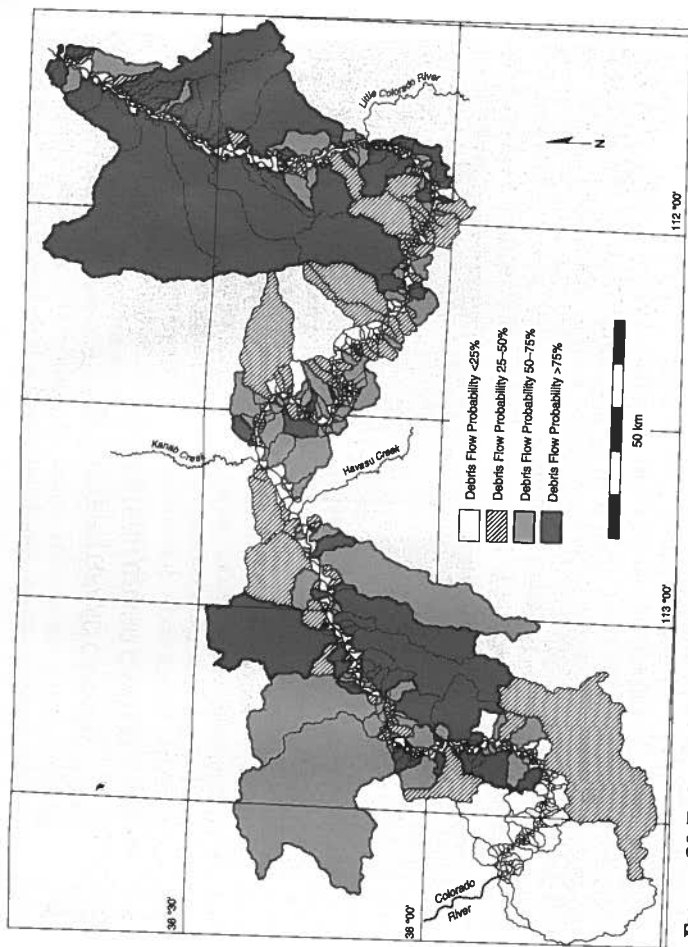 Little Colorado River
N
Kanab Creek
Havasu Creek
Debris Flow Probability <25%
Debris Flow Probability 25–50%
Debris Flow Probability 50–75%
Debris Flow Probability >75%
50 km
Colorado
River
36 °30'
36 °00'
113 °00'
112 °00'